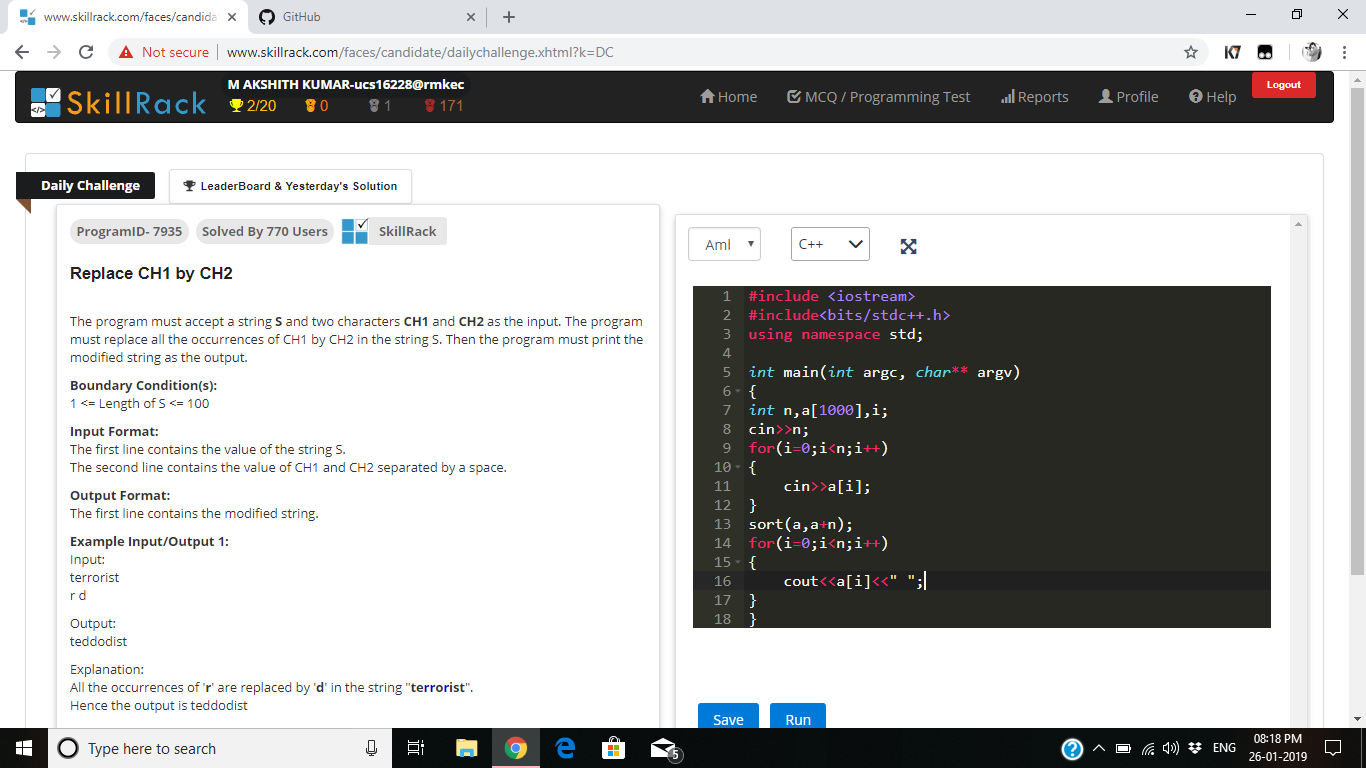 www.skillrack.com/faces/candida
GitHub
Not secure
www.skillrack.com/faces/candidate/dailychallenge.xhtml?k=DC
K7
SkillRack
M AKSHITH KUMAR-ucs16228@rmkec
2/20 0 1 171
Home
MCQ / Programming Test
Reports
Profile
Help
Logout
Daily Challenge
LeaderBoard & Yesterday's Solution
ProgramID- 7935
Solved By 770 Users
SkillRack
Replace CH1 by CH2
The program must accept a string S and two characters CH1 and CH2 as the input. The program
must replace all the occurrences of CH1 by CH2 in the string S. Then the program must print the
modified string as the output.
Boundary Condition(s):
1 <= Length of S <= 100
Input Format:
The first line contains the value of the string S.
The second line contains the value of CH1 and CH2 separated by a space.
Output Format:
The first line contains the modified string.
Example Input/Output 1:
Input:
terrorist
r d
Output:
teddodist
Explanation:
All the occurrences of 'r' are replaced by 'd' in the string "terrorist".
Hence the output is teddodist
AmI
C++
1 #include <iostream>
2 #include<bits/stdc++.h>
3 using namespace std;
4
5 int main(int argc, char** argv)
6 {
7 int n,a[1000],i;
8 cin>>n;
9 for(i=0;i<n;i++)
10 {
11 cin>>a[i];
12 }
13 sort(a,a+n);
14 for(i=0;i<n;i++)
15 {
16 cout<<a[i]<<" ";
17 }
18 }
Save
Run
Type here to search
5
ENG
08:18 PM
26-01-2019